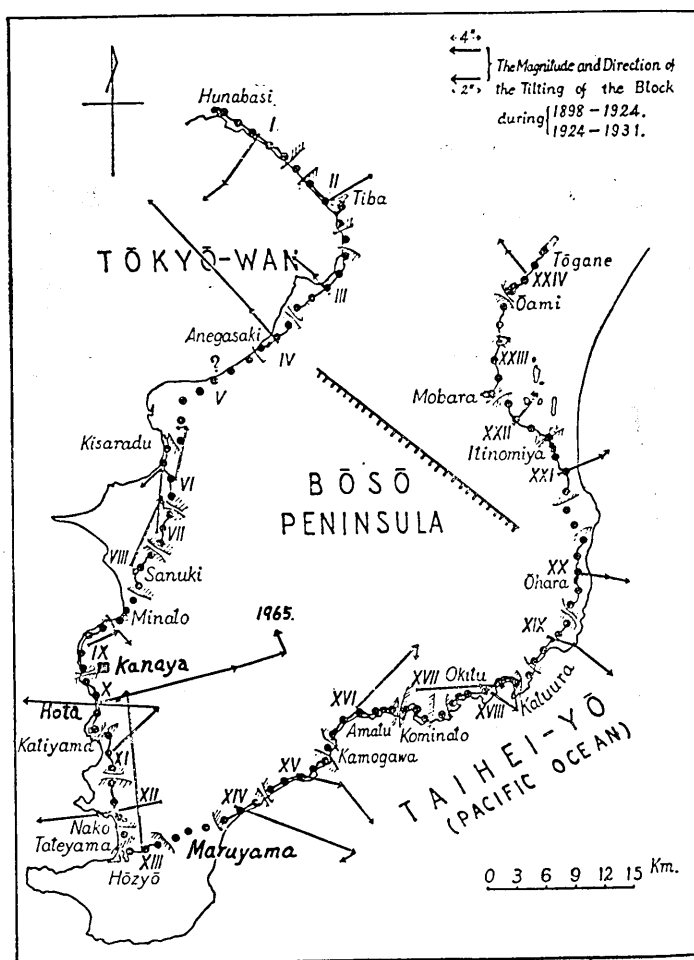 4".
The Magnitude and Direction of
2"
the Tilting of the Block
during
1898 – 1924.
1924 – 1931.
Hunabasi
I
II
Tiba
TŌKYŌ-WAN
III
Tōgane
XXIV
Ōami
Anegasaki
IV
?
V
XXIII
Mobara
XXII
Itinomiya
XXI
Kisaradu
BŌSŌ
PENINSULA
VI
VII
VIII
Sanuki
XX
Ōhara
Minato
1965.
XIX
IX
Kanaya
X
Hota
XVI
XVII
Okitu
XVIII
Katuura
Amatu
Kominato
Katiyama
Kamogawa
XI
XV
TAIHEI-YŌ
(PACIFIC OCEAN)
XII
XIV
Nako
Tateyama
Maruyama
XIII
Hōzyō
Km.
0 3 6 9 12 15